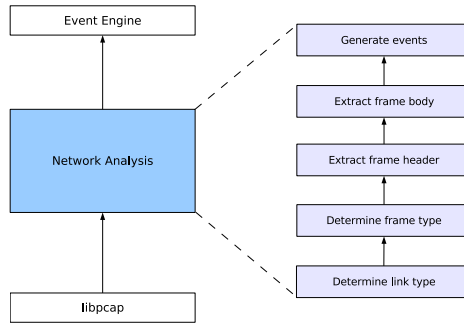 Event Engine
Network Analysis
libpcap
Generate events
Extract frame body
Extract frame header
Determine frame type
Determine link type